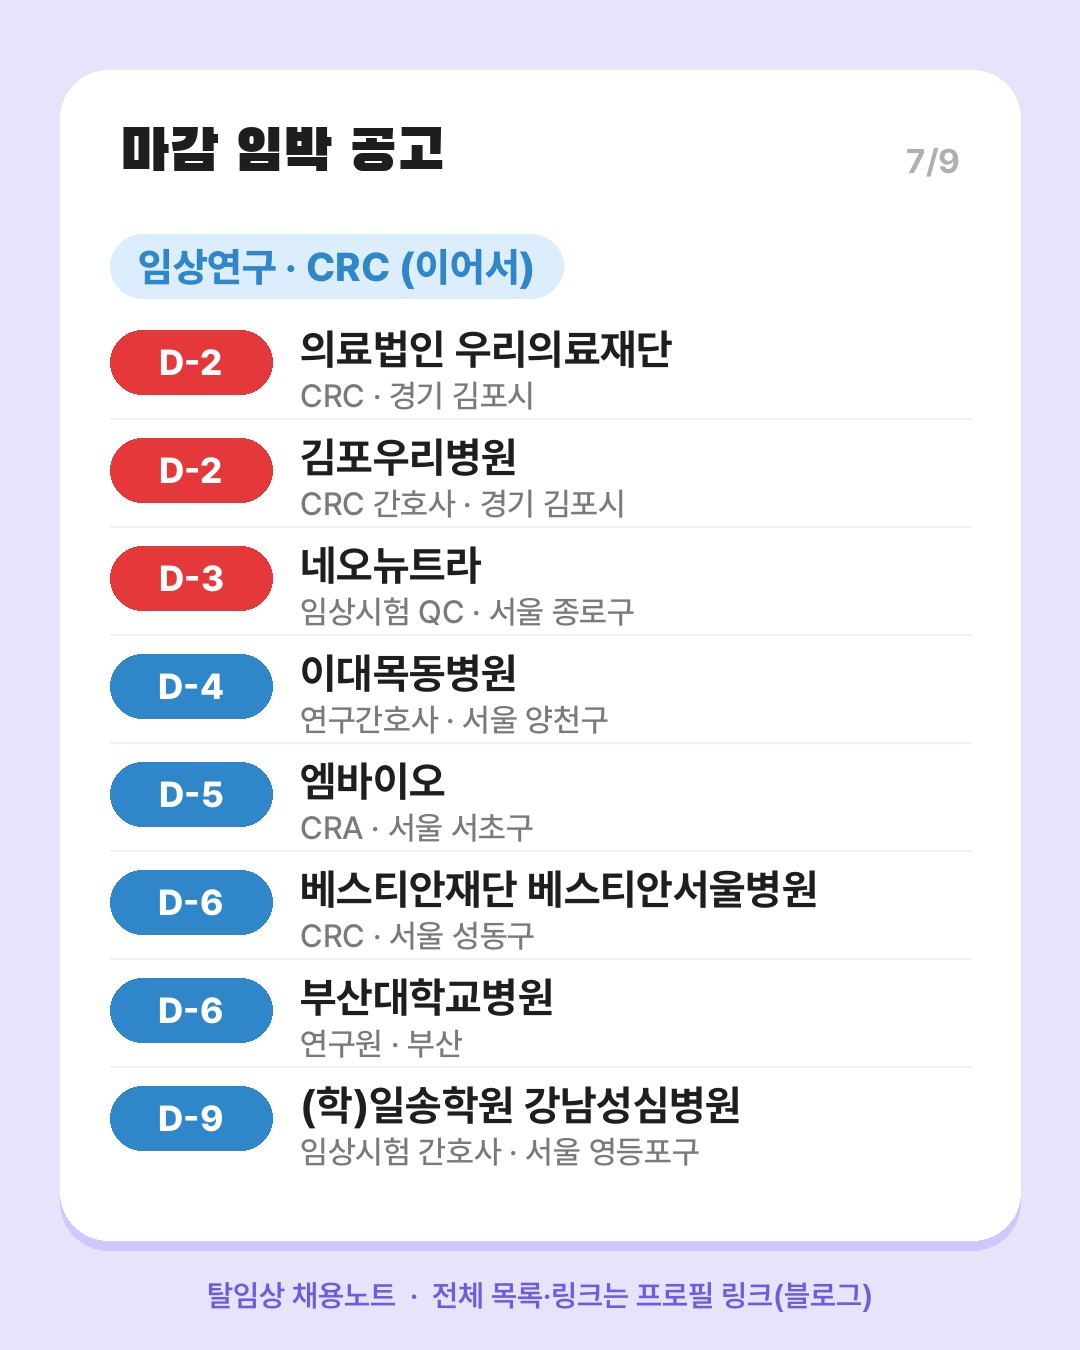 마감 임박 공고
7/9
임상연구 · CRC (이어서)
D-2
의료법인 우리의료재단
CRC · 경기 김포시
D-2
김포우리병원
CRC 간호사 · 경기 김포시
D-3
네오뉴트라
임상시험 QC · 서울 종로구
D-4
이대목동병원
연구간호사 · 서울 양천구
D-5
엠바이오
CRA · 서울 서초구
D-6
베스티안재단 베스티안서울병원
CRC · 서울 성동구
D-6
부산대학교병원
연구원 · 부산
D-9
(학)일송학원 강남성심병원
임상시험 간호사 · 서울 영등포구
탈임상 채용노트 · 전체 목록·링크는 프로필 링크(블로그)